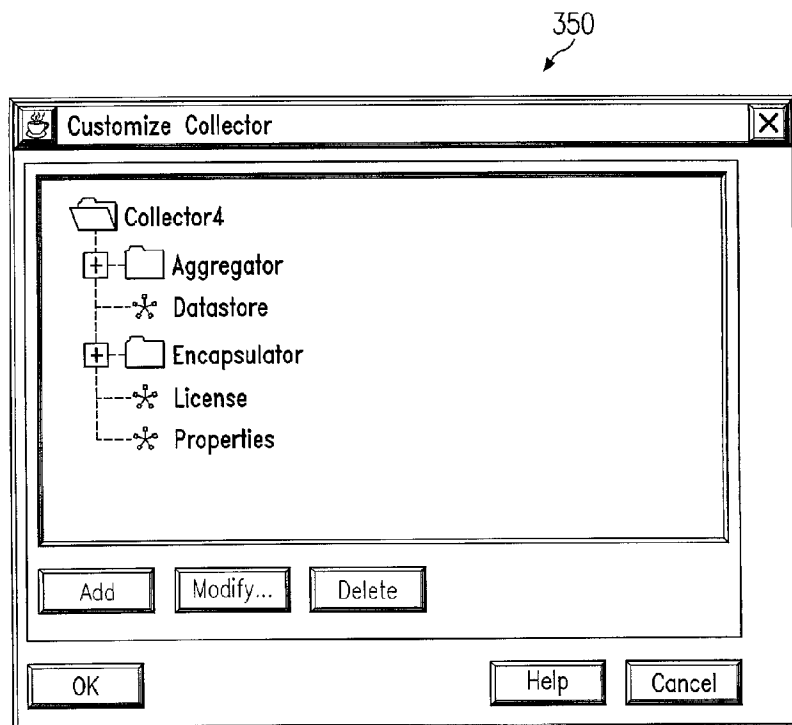 350
Customize Collector
Collector4
Aggregator
Datastore
Encapsulator
License
Properties
Add Modify... Delete
OK Help Cancel